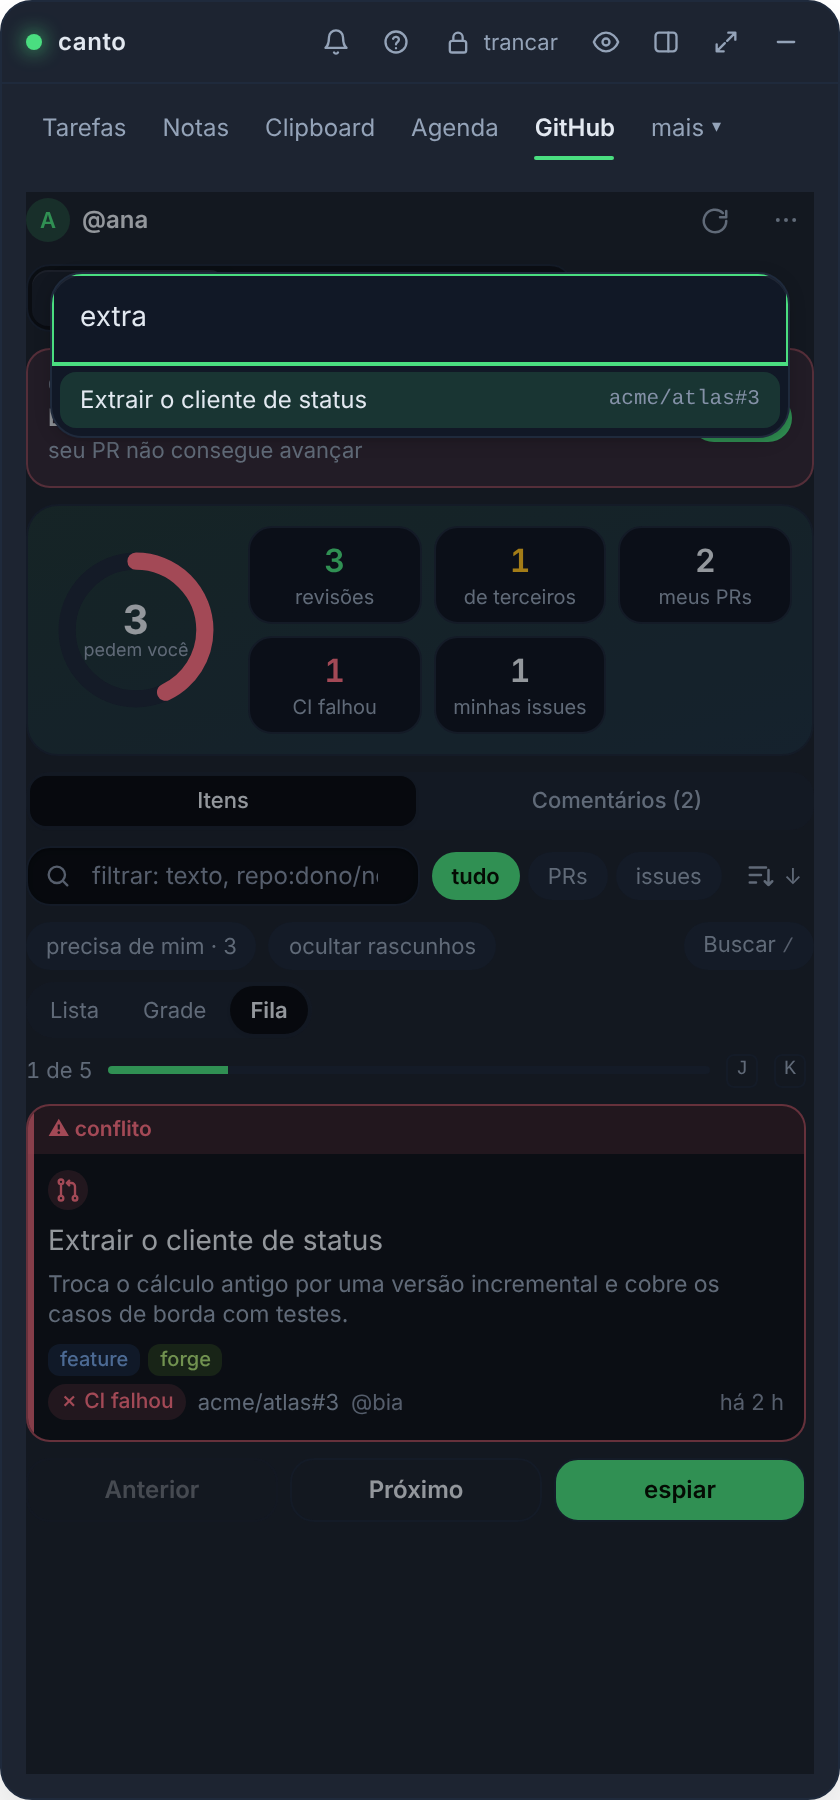 canto
trancar
Tarefas Notas Clipboard Agenda GitHub mais ▾
A @ana
extra
Extrair o cliente de status acme/atlas#3
seu PR não consegue avançar
3
pedem você
3
revisões
1
de terceiros
2
meus PRs
1
CI falhou
1
minhas issues
Itens Comentários (2)
filtrar: texto, repo:dono/n
tudo PRs issues
precisa de mim · 3 ocultar rascunhos Buscar /
Lista Grade Fila
1 de 5 J K
conflito
Extrair o cliente de status
Troca o cálculo antigo por uma versão incremental e cobre os
casos de borda com testes.
feature forge
× CI falhou acme/atlas#3 @bia há 2 h
Anterior Próximo espiar